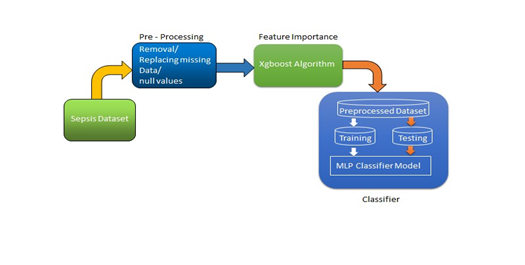 Pre - Processing
Feature Importance
Removal/
Replacing missing
Data/
null values
Xgboost Algorithm
Sepsis Dataset
Preprocessed Dataset
Training
Testing
MLP Classifier Model
Classifier